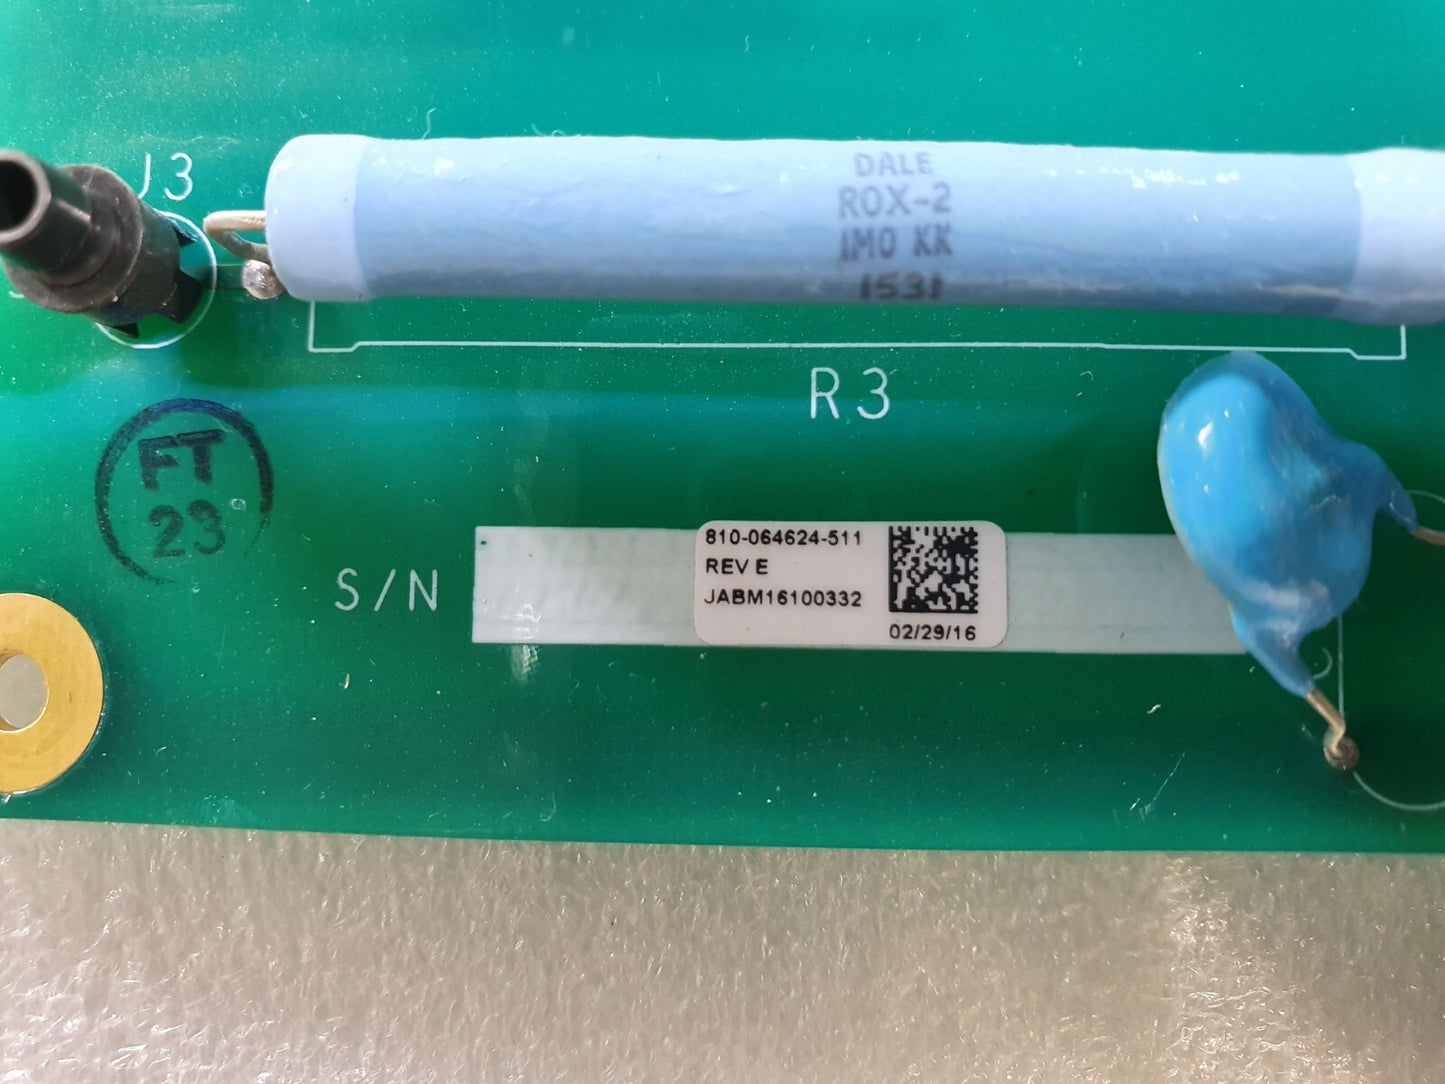 J3
DALE
ROX-2
1M0 KK
1531
R3
FT
23
S/N
810-064624-511
REV E
JABM16100332
02/29/16